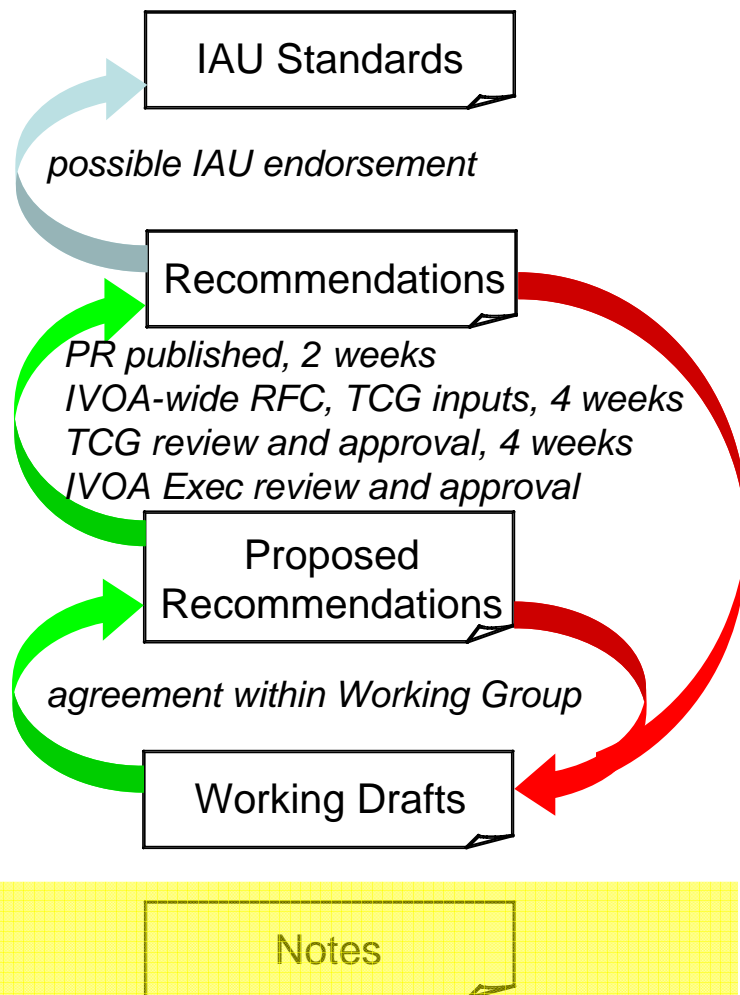 IAU Standards
possible IAU endorsement
Recommendations
PR published, 2 weeks
IVOA-wide RFC, TCG inputs, 4 weeks
TCG review and approval, 4 weeks
IVOA Exec review and approval
Proposed
Recommendations
agreement within Working Group
Working Drafts
Notes